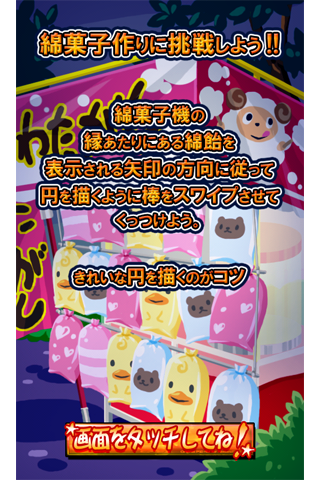 綿菓子作りに挑戦しよう!!
わたがし
綿菓子機の
縁あたりにある綿飴を
表示される矢印の方向に従って
円を描くように棒をスワイプさせて
くっつけよう。
きれいな円を描くのがコツ
画面をタッチしてね!